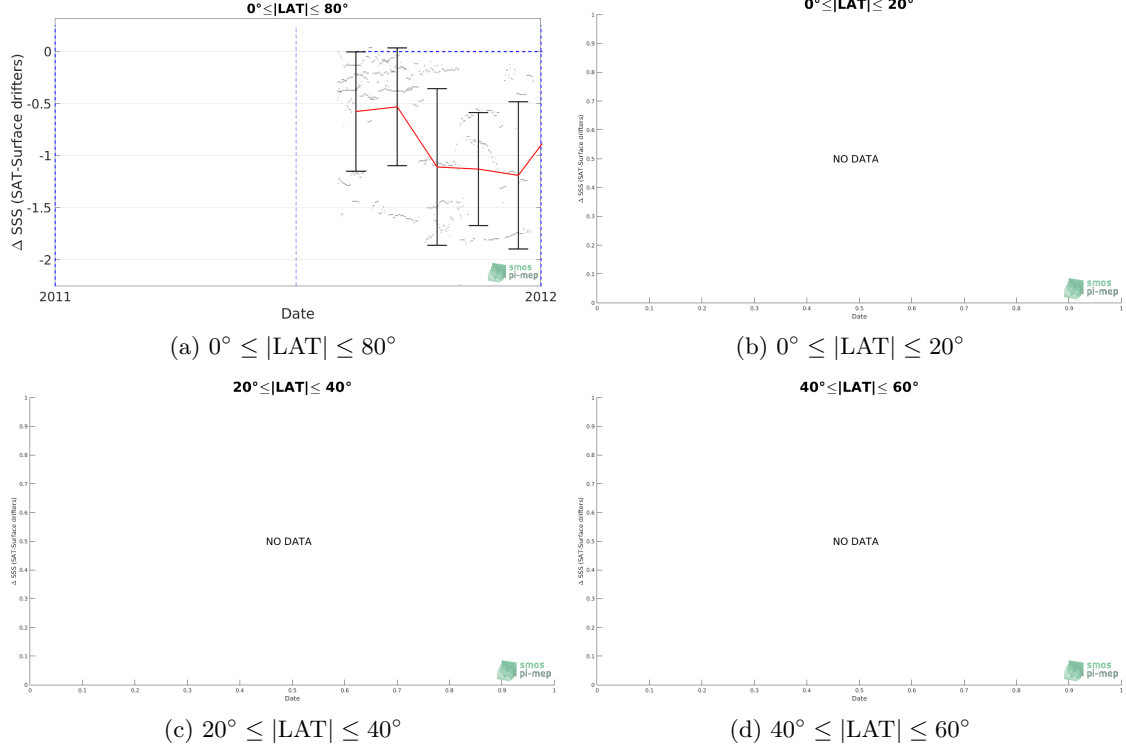 0°≤|LAT|≤ 80°
Δ SSS (SAT-Surface drifters)
0
-0.5
-1
-1.5
-2
2011
2012
Date
smos
pi-mep
(a) 0° ≤ |LAT| ≤ 80°
0°≤|LAT|≤ 20°
Δ SSS (SAT-Surface drifters)
1
0.9
0.8
0.7
0.6
0.5
0.4
0.3
0.2
0.1
0
NO DATA
0 0.1 0.2 0.3 0.4 0.5 0.6 0.7 0.8 0.9 1
Date
smos
pi-mep
(b) 0° ≤ |LAT| ≤ 20°
20°≤|LAT|≤ 40°
Δ SSS (SAT-Surface drifters)
1
0.9
0.8
0.7
0.6
0.5
0.4
0.3
0.2
0.1
0
NO DATA
0 0.1 0.2 0.3 0.4 0.5 0.6 0.7 0.8 0.9 1
Date
smos
pi-mep
(c) 20° ≤ |LAT| ≤ 40°
40°≤|LAT|≤ 60°
Δ SSS (SAT-Surface drifters)
1
0.9
0.8
0.7
0.6
0.5
0.4
0.3
0.2
0.1
0
NO DATA
0 0.1 0.2 0.3 0.4 0.5 0.6 0.7 0.8 0.9 1
Date
smos
pi-mep
(d) 40° ≤ |LAT| ≤ 60°